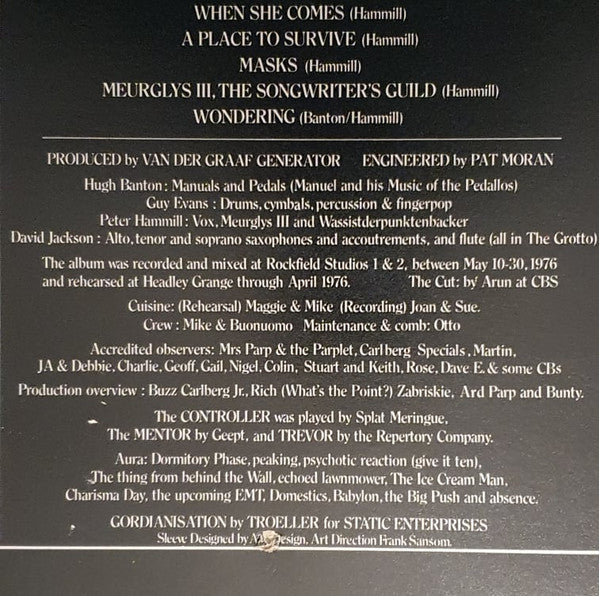 WHEN SHE COMES (Hammill)
A PLACE TO SURVIVE (Hammill)
MASKS (Hammill)
MEURGLYS III, THE SONGWRITER'S GUILD (Hammill)
WONDERING (Banton/Hammill)
PRODUCED by VAN DER GRAAF GENERATOR ENGINEERED by PAT MORAN
Hugh Banton: Manuals and Pedals (Manuel and his Music of the Pedallos)
Guy Evans : Drums, cymbals, percussion & fingerpop
Peter Hammill: Vox, Meurglys III and Wassistderpunktenbacker
David Jackson : Alto, tenor and soprano saxophones and accoutrements, and flute (all in The Grotto)
The album was recorded and mixed at Rockfield Studios 1 & 2, between May 10-30, 1976
and rehearsed at Headley Grange through April 1976. The Cut: by Arun at CBS
Cuisine: (Rehearsal) Maggie & Mike (Recording) Joan & Sue.
Crew : Mike & Buonuomo Maintenance & comb: Otto
Accredited observers: Mrs Parp & the Parplet, Carlberg Specials, Martin,
JA & Debbie, Charlie, Geoff, Gail, Nigel, Colin, Stuart and Keith, Rose, Dave E. & some CBs
Production overview : Buzz Carlberg Jr., Rich (What's the Point?) Zabriskie, Ard Parp and Bunty.
The CONTROLLER was played by Splat Meringue,
The MENTOR by Geept, and TREVOR by the Repertory Company.
Aura: Dormitory Phase, peaking, psychotic reaction (give it ten),
The thing from behind the Wall, echoed lawnmower, The Ice Cream Man,
Charisma Day, the upcoming EMT, Domestics, Babylon, the Big Push and absence.
GORDIANISATION by TROELLER for STATIC ENTERPRISES
Sleeve Designed by Design. Art Direction Frank Sansom.